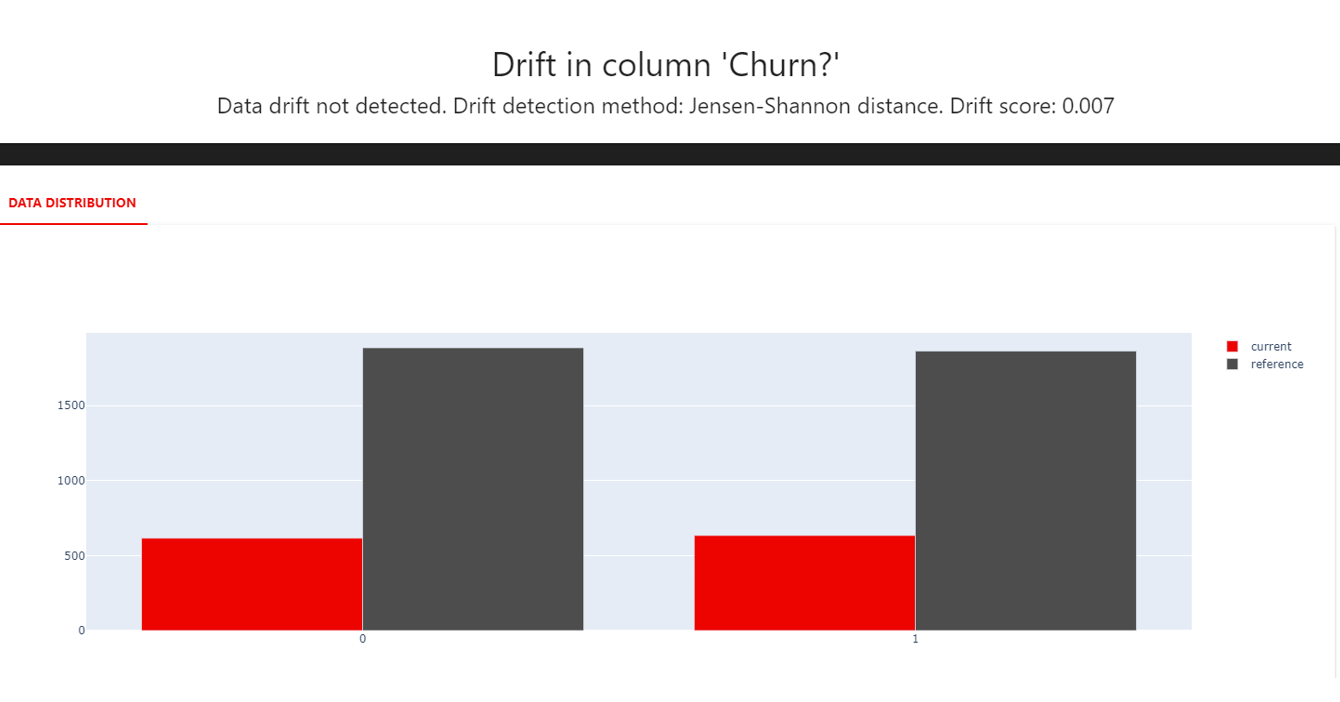 Drift in column 'Churn?'
Data drift not detected. Drift detection method: Jensen-Shannon distance. Drift score: 0.007
DATA DISTRIBUTION
current
reference
1500
1000
500
0
0
1